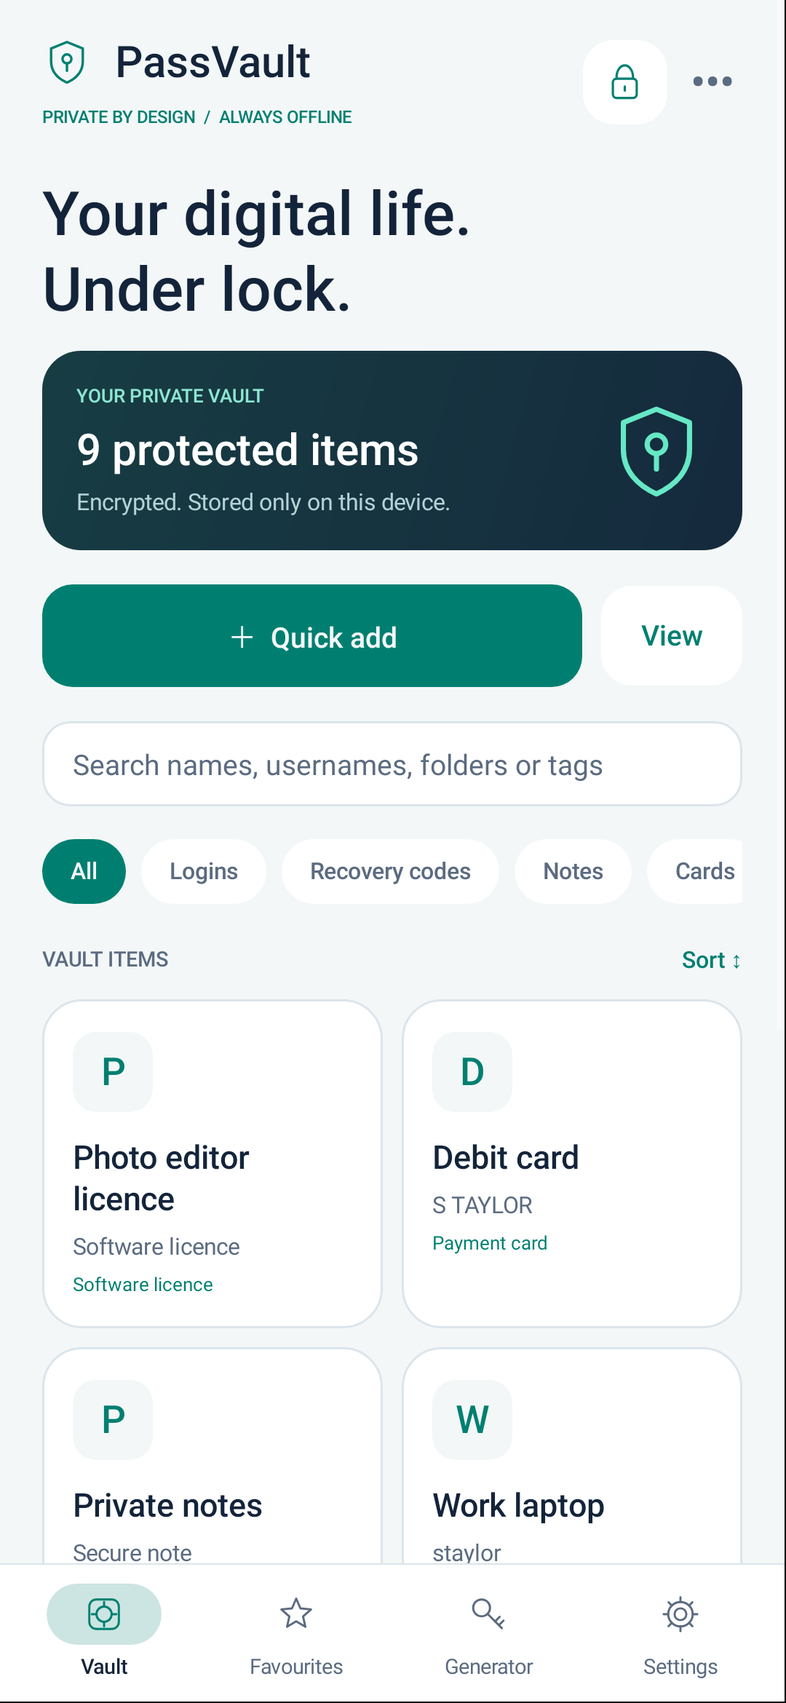 PassVault
PRIVATE BY DESIGN / ALWAYS OFFLINE
Your digital life.
Under lock.
YOUR PRIVATE VAULT
9 protected items
Encrypted. Stored only on this device.
+ Quick add
View
Search names, usernames, folders or tags
All Logins Recovery codes Notes Cards
VAULT ITEMS
Sort ↕
P
Photo editor
licence
Software licence
Software licence
D
Debit card
S TAYLOR
Payment card
P
Private notes
Secure note
W
Work laptop
staylor
Vault Favourites Generator Settings